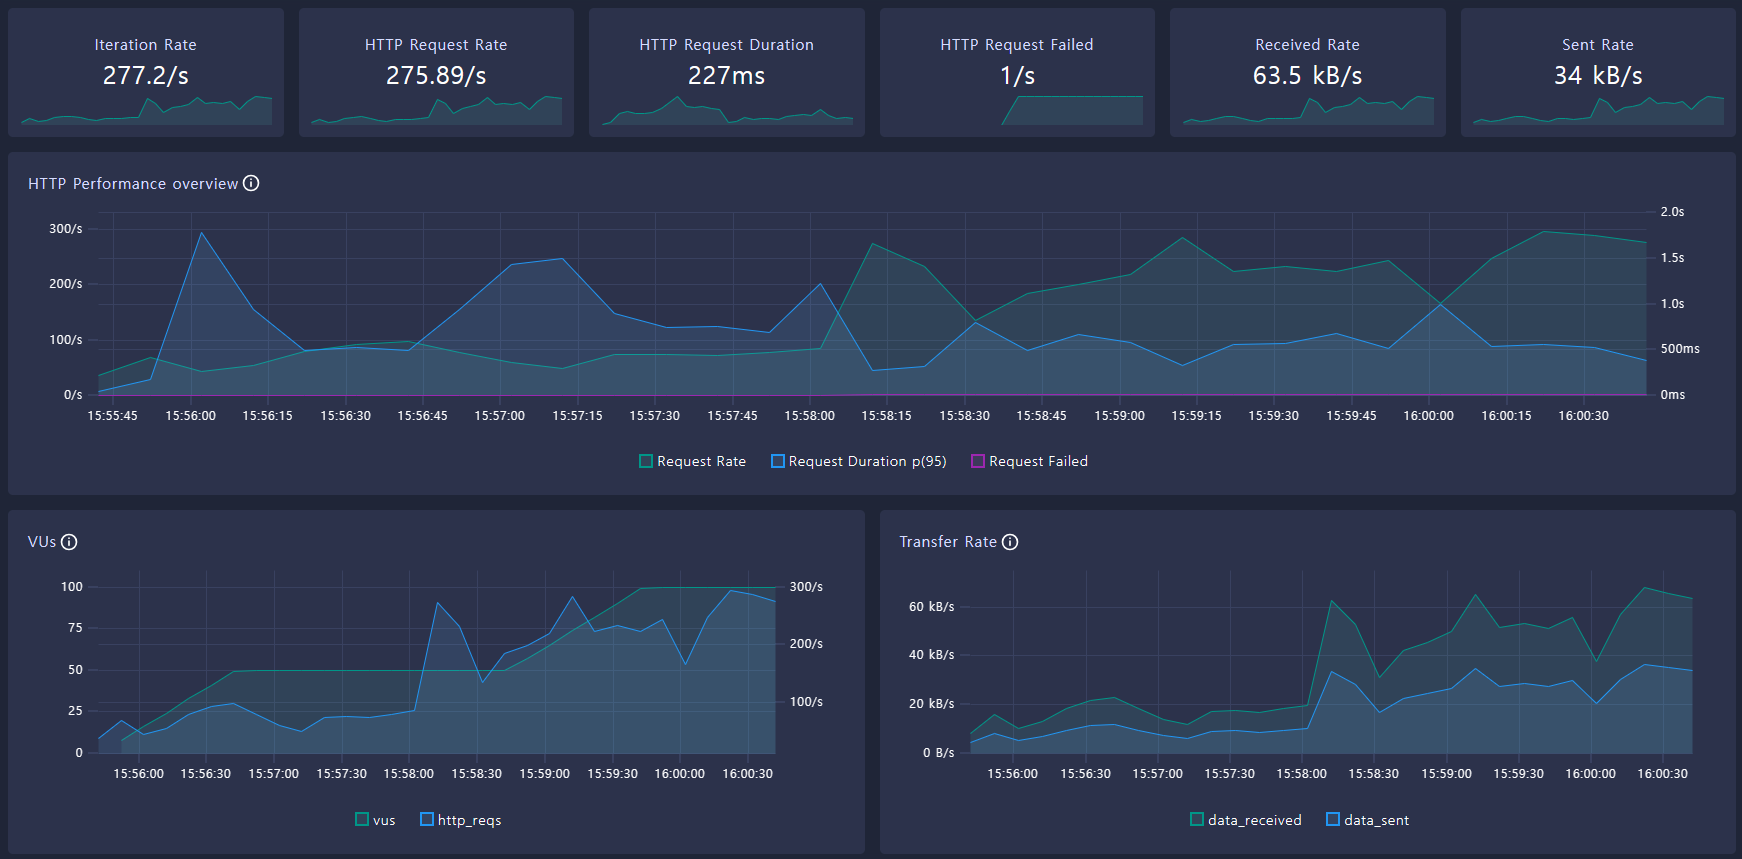 Iteration Rate
277.2/s
HTTP Request Rate
275.89/s
HTTP Request Duration
227ms
HTTP Request Failed
1/s
Received Rate
63.5 kB/s
Sent Rate
34 kB/s
HTTP Performance overview
300/s
200/s
100/s
0/s
2.0s
1.5s
1.0s
500ms
0ms
15:55:45 15:56:00 15:56:15 15:56:30 15:56:45 15:57:00 15:57:15 15:57:30 15:57:45 15:58:00 15:58:15 15:58:30 15:58:45 15:59:00 15:59:15 15:59:30 15:59:45 16:00:00 16:00:15 16:00:30
Request Rate Request Duration p(95) Request Failed
VUs
100
75
50
25
0
300/s
200/s
100/s
15:56:00 15:56:30 15:57:00 15:57:30 15:58:00 15:58:30 15:59:00 15:59:30 16:00:00 16:00:30
vus http_reqs
Transfer Rate
60 kB/s
40 kB/s
20 kB/s
0 B/s
15:56:00 15:56:30 15:57:00 15:57:30 15:58:00 15:58:30 15:59:00 15:59:30 16:00:00 16:00:30
data_received data_sent